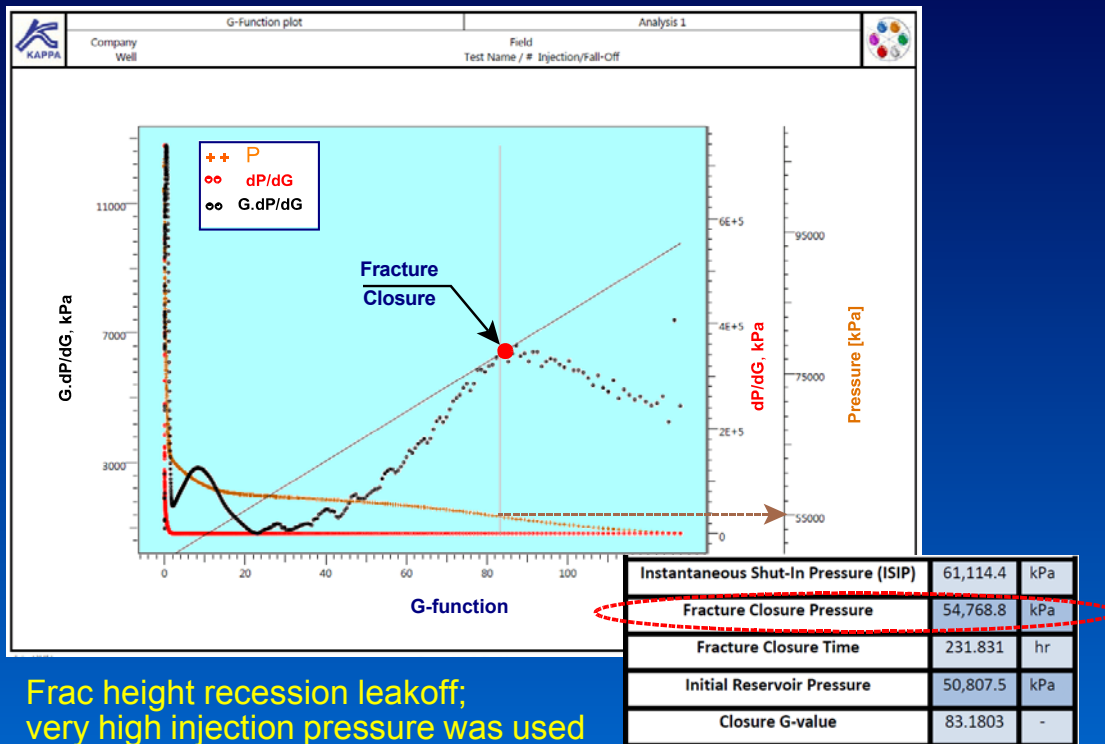 G-Function plot
Analysis 1
KAPPA
Company
Well
Field
Test Name / # Injection/Fall-Off
P
dP/dG
G.dP/dG
Fracture
Closure
G.dP/dG, kPa
11000
7000
3000
6E+5
4E+5
2E+5
0
dP/dG, kPa
95000
75000
55000
Pressure [kPa]
0 20 40 60 80 100
G-function
Instantaneous Shut-In Pressure (ISIP) 61,114.4 kPa
Fracture Closure Pressure 54,768.8 kPa
Fracture Closure Time 231.831 hr
Initial Reservoir Pressure 50,807.5 kPa
Closure G-value 83.1803 -
Frac height recession leakoff;
very high injection pressure was used